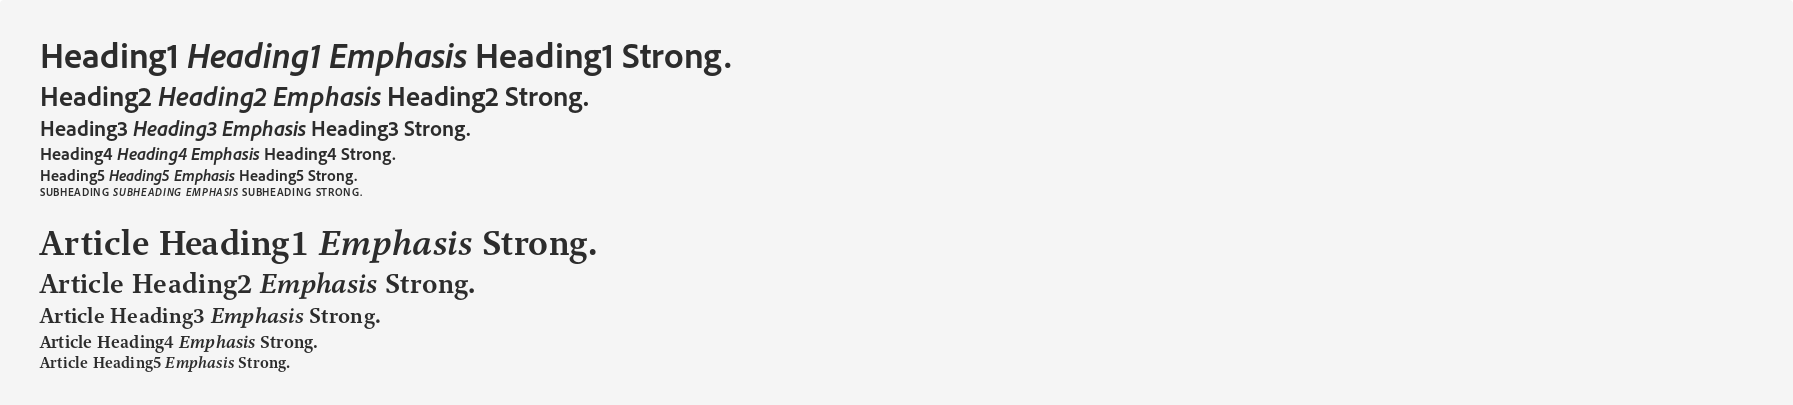 Heading1 Heading1 Emphasis Heading1 Strong.
Heading2 Heading2 Emphasis Heading2 Strong.
Heading3 Heading3 Emphasis Heading3 Strong.
Heading4 Heading4 Emphasis Heading4 Strong.
Heading5 Heading5 Emphasis Heading5 Strong.
SUBHEADING SUBHEADING EMPHASIS SUBHEADING STRONG.
Article Heading1 Emphasis Strong.
Article Heading2 Emphasis Strong.
Article Heading3 Emphasis Strong.
Article Heading4 Emphasis Strong.
Article Heading5 Emphasis Strong.